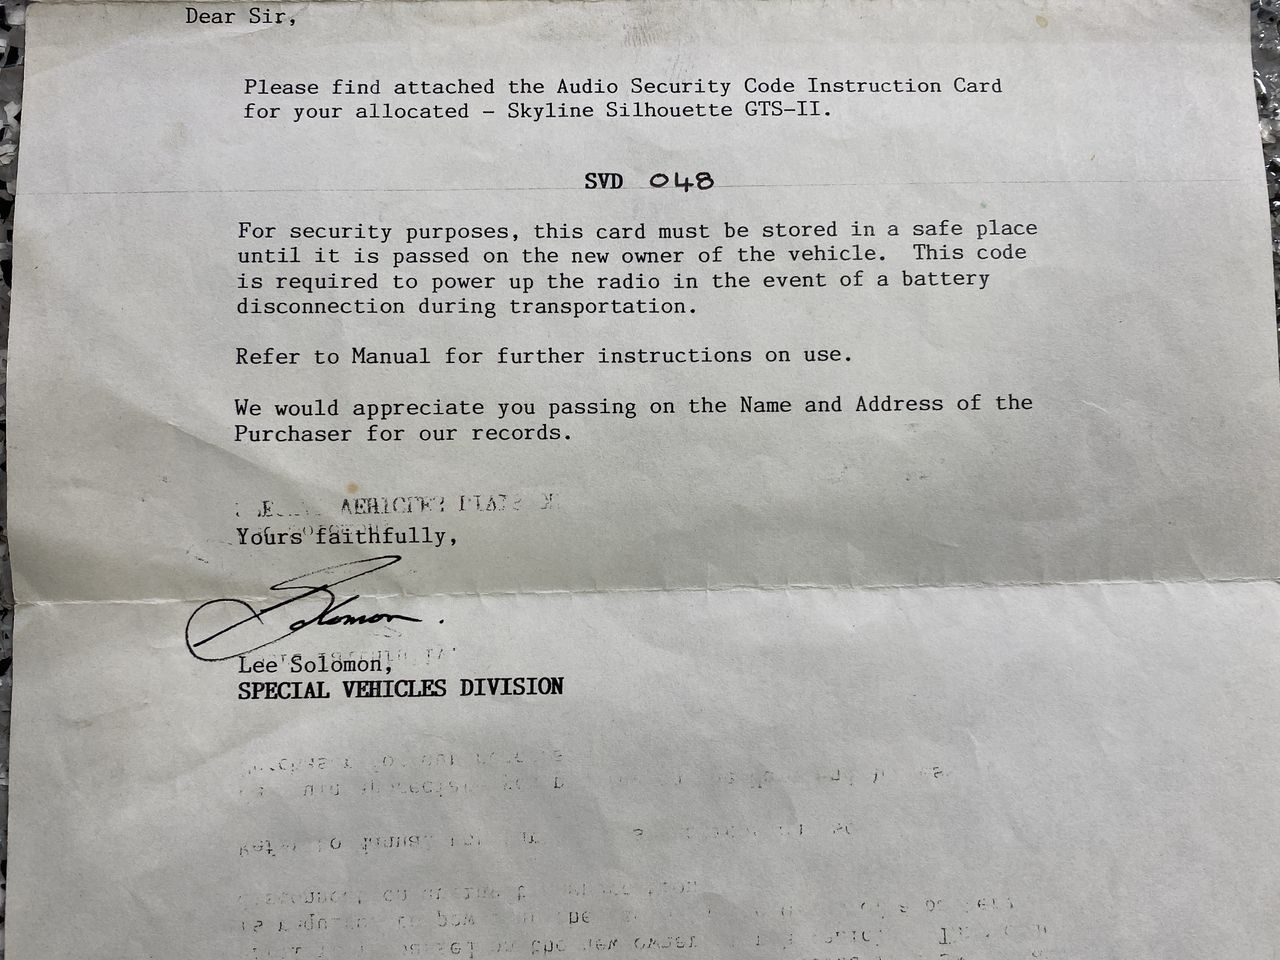 Dear Sir,
Please find attached the Audio Security Code Instruction Card
for your allocated - Skyline Silhouette GTS-II.
SVD 048
For security purposes, this card must be stored in a safe place
until it is passed on the new owner of the vehicle. This code
is required to power up the radio in the event of a battery
disconnection during transportation.
Refer to Manual for further instructions on use.
We would appreciate you passing on the Name and Address of the
Purchaser for our records.
Yours faithfully,
Solomon.
Lee Solomon,
SPECIAL VEHICLES DIVISION